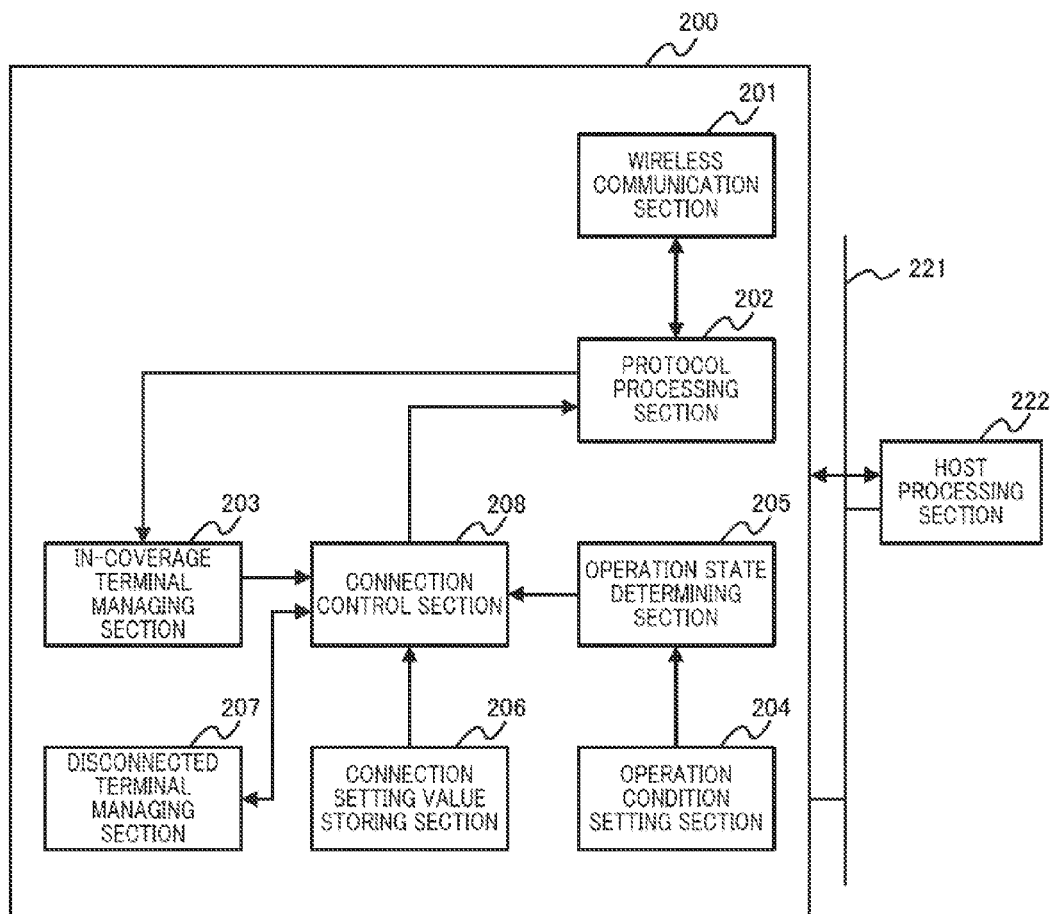 200
201
WIRELESS
COMMUNICATION
SECTION
221
202
PROTOCOL
PROCESSING
SECTION
222
HOST
PROCESSING
SECTION
203
IN-COVERAGE
TERMINAL
MANAGING
SECTION
208
CONNECTION
CONTROL SECTION
205
OPERATION STATE
DETERMINING
SECTION
207
DISCONNECTED
TERMINAL
MANAGING
SECTION
206
CONNECTION
SETTING VALUE
STORING SECTION
204
OPERATION
CONDITION
SETTING SECTION